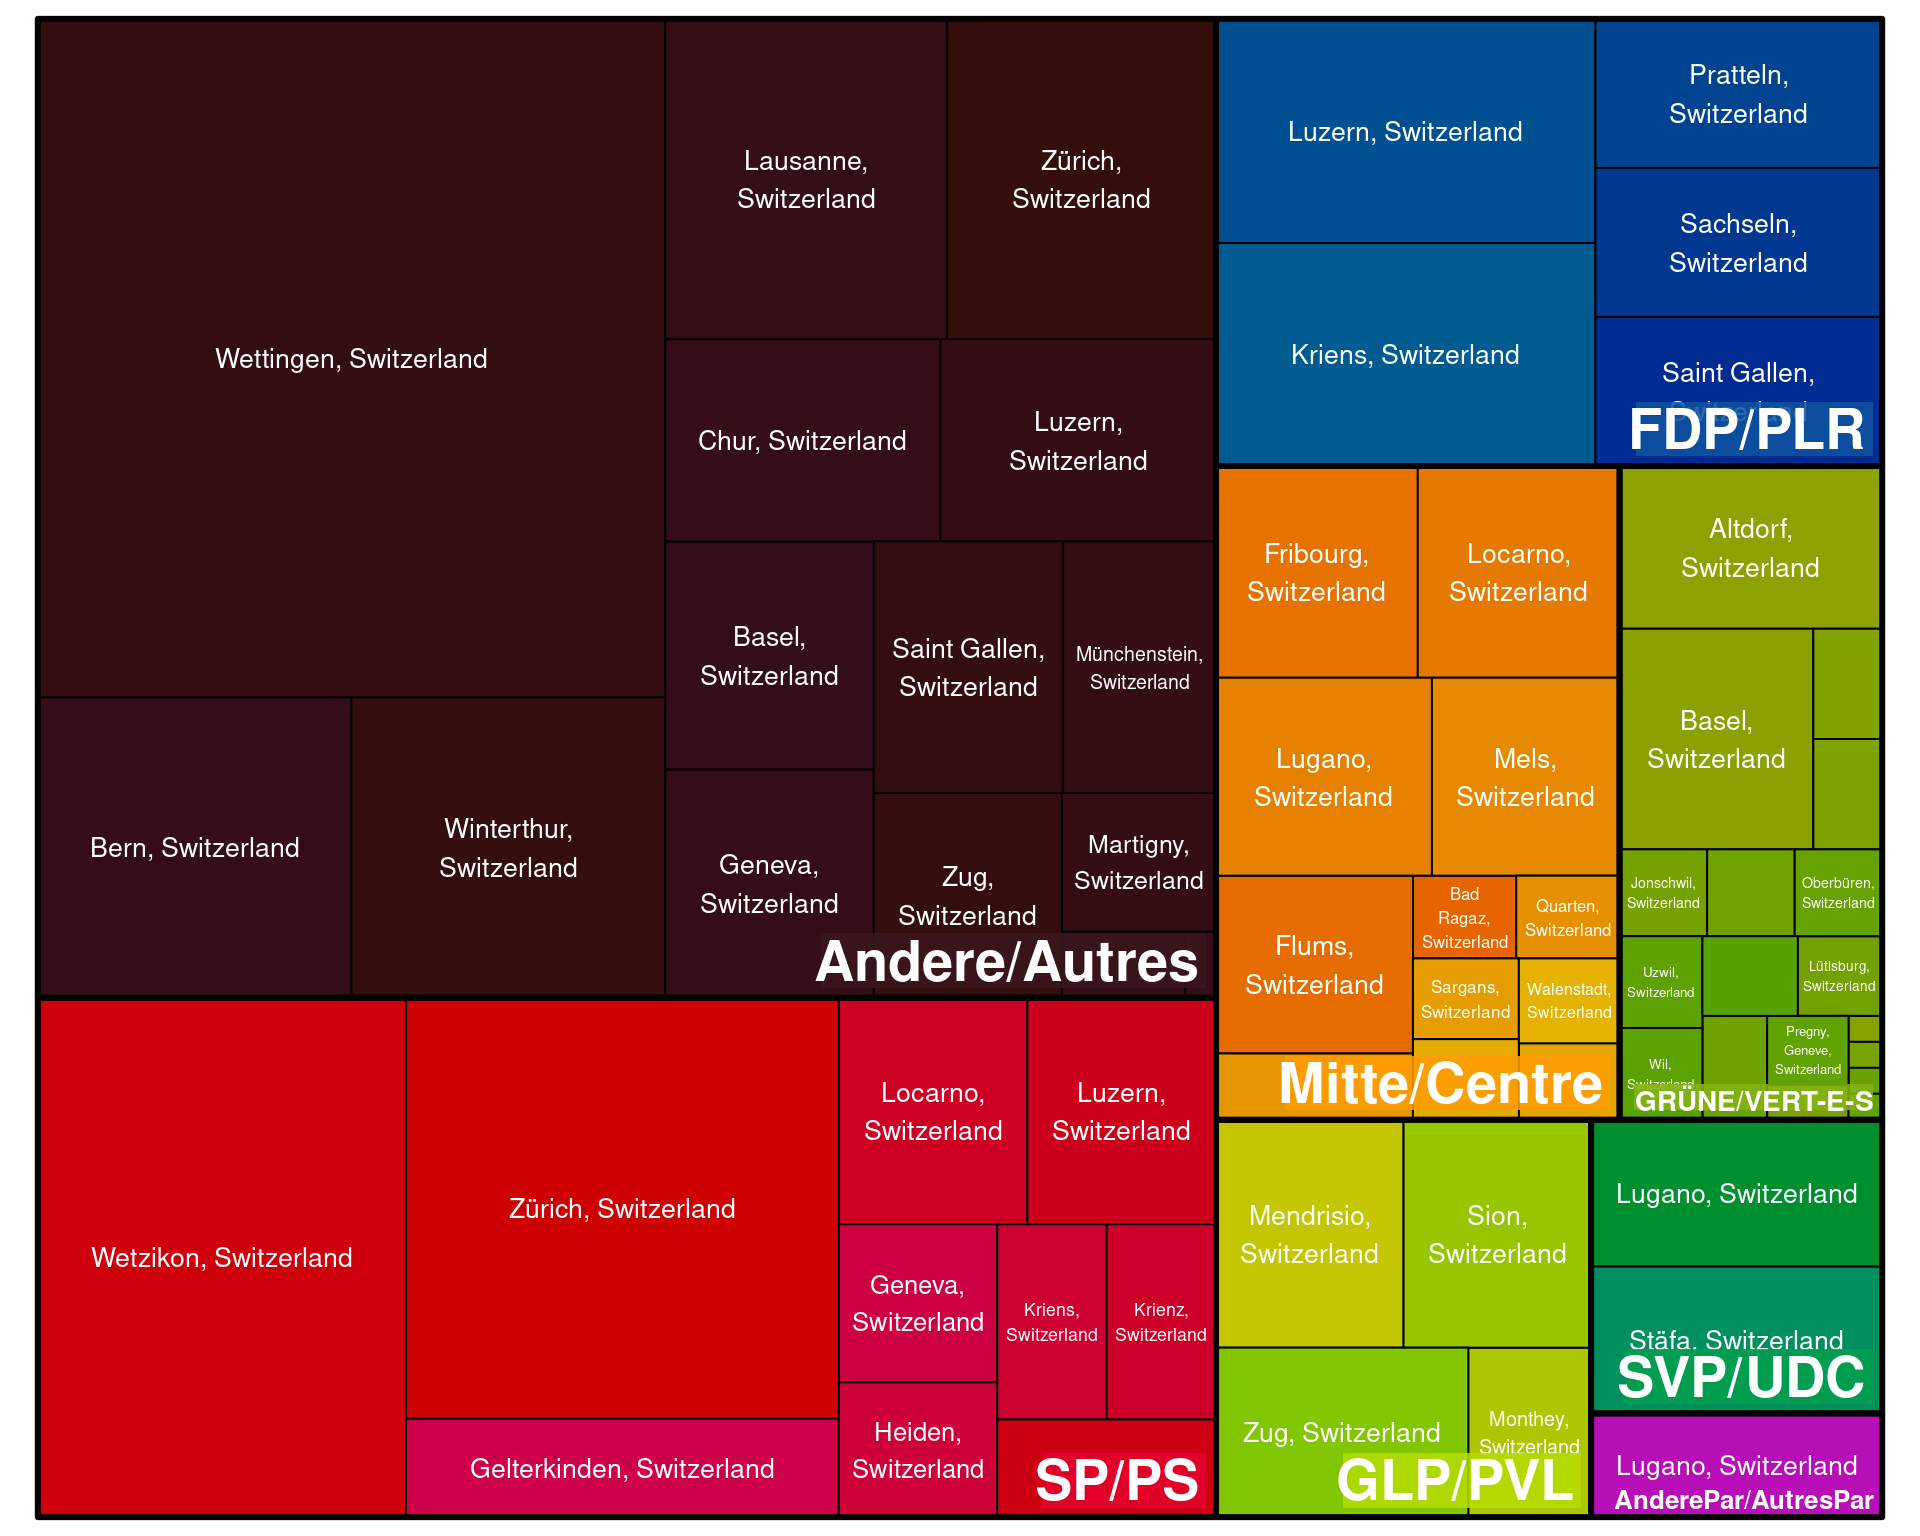 Wettingen, Switzerland
Lausanne,
Switzerland
Zürich,
Switzerland
Chur, Switzerland
Luzern,
Switzerland
Bern, Switzerland
Winterthur,
Switzerland
Basel,
Switzerland
Saint Gallen,
Switzerland
Münchenstein,
Switzerland
Geneva,
Switzerland
Zug,
Switzerland
Martigny,
Switzerland
Andere/Autres
Wetzikon, Switzerland
Zürich, Switzerland
Gelterkinden, Switzerland
Locarno,
Switzerland
Luzern,
Switzerland
Geneva,
Switzerland
Kriens,
Switzerland
Krienz,
Switzerland
Heiden,
Switzerland
SP/PS
Luzern, Switzerland
Kriens, Switzerland
Pratteln,
Switzerland
Sachseln,
Switzerland
Saint Gallen,
Switzerland
FDP/PLR
Fribourg,
Switzerland
Locarno,
Switzerland
Lugano,
Switzerland
Mels,
Switzerland
Flums,
Switzerland
Bad
Ragaz,
Switzerland
Quarten,
Switzerland
Sargans,
Switzerland
Walenstadt,
Switzerland
Mitte/Centre
Altdorf,
Switzerland
Basel,
Switzerland
Jonschwil,
Switzerland
Oberbüren,
Switzerland
Uzwil,
Switzerland
Lütisburg,
Switzerland
Wil,
Switzerland
Pregny,
Geneve,
Switzerland
GRÜNE/VERT-E-S
Mendrisio,
Switzerland
Sion,
Switzerland
Zug, Switzerland
Monthey,
Switzerland
GLP/PVL
Lugano, Switzerland
Stäfa, Switzerland
SVP/UDC
Lugano, Switzerland
AnderePar/AutresPar